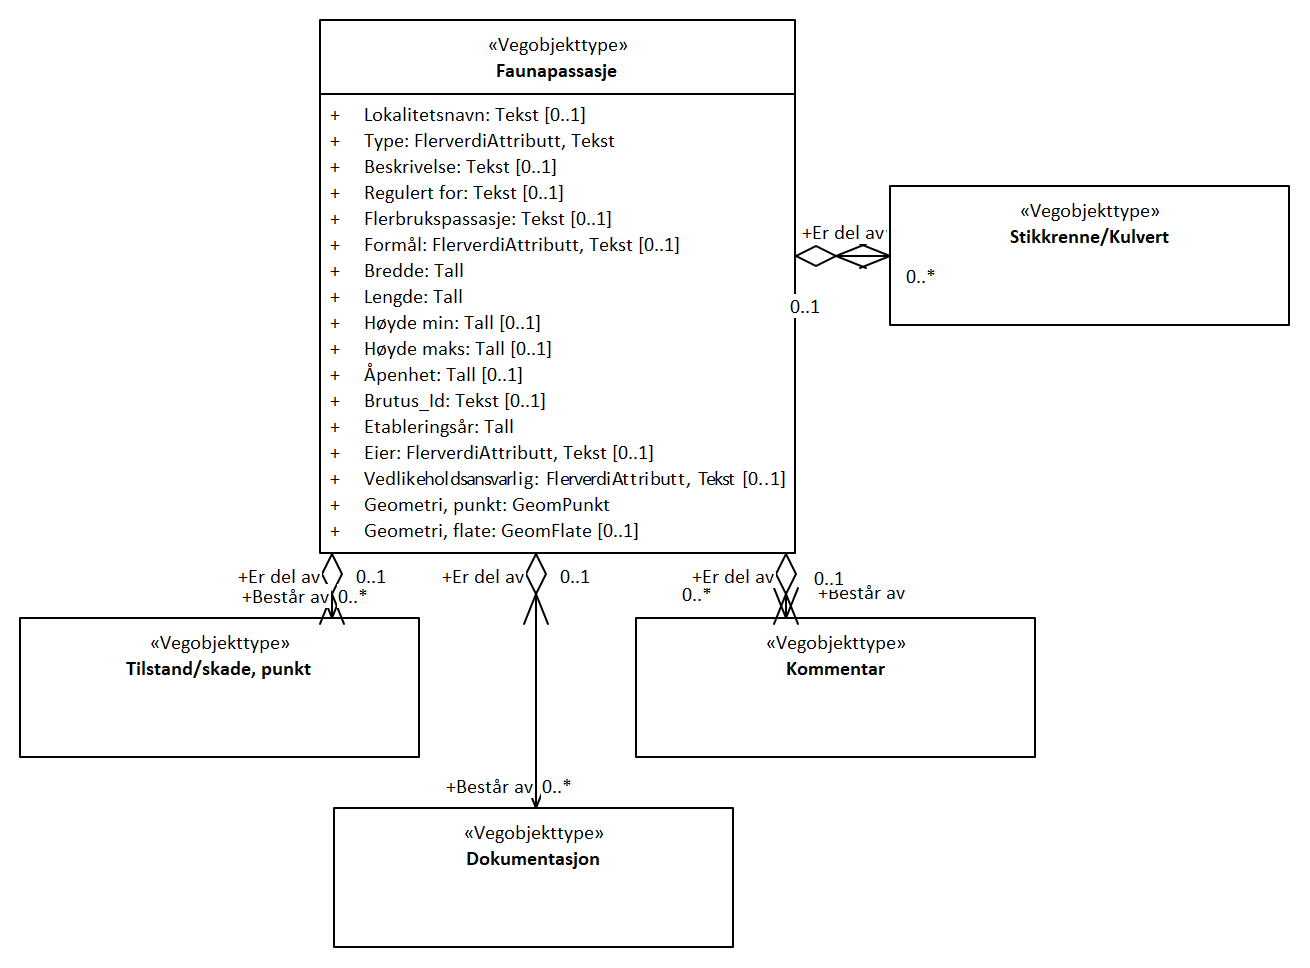 «Vegobjekttype»
Faunapassasje
+ Lokalitetsnavn: Tekst [0..1]
+ Type: FlerverdiAttributt, Tekst
+ Beskrivelse: Tekst [0..1]
+ Regulert for: Tekst [0..1]
+ Flerbrukspassasje: Tekst [0..1]
+ Formål: FlerverdiAttributt, Tekst [0..1]
+ Bredde: Tall
+ Lengde: Tall
+ Høyde min: Tall [0..1]
+ Høyde maks: Tall [0..1]
+ Åpenhet: Tall [0..1]
+ Brutus_Id: Tekst [0..1]
+ Etableringsår: Tall
+ Eier: FlerverdiAttributt, Tekst [0..1]
+ Vedlikeholdsansvarlig: FlerverdiAttributt, Tekst [0..1]
+ Geometri, punkt: GeomPunkt
+ Geometri, flate: GeomFlate [0..1]
+Er del av
0..1
0..*
«Vegobjekttype»
Stikkrenne/Kulvert
+Er del av 0..1
+Består av 0..*
«Vegobjekttype»
Tilstand/skade, punkt
+Er del av 0..1
+Består av 0..*
«Vegobjekttype»
Dokumentasjon
+Er del av 0..1
0..* +Består av
«Vegobjekttype»
Kommentar